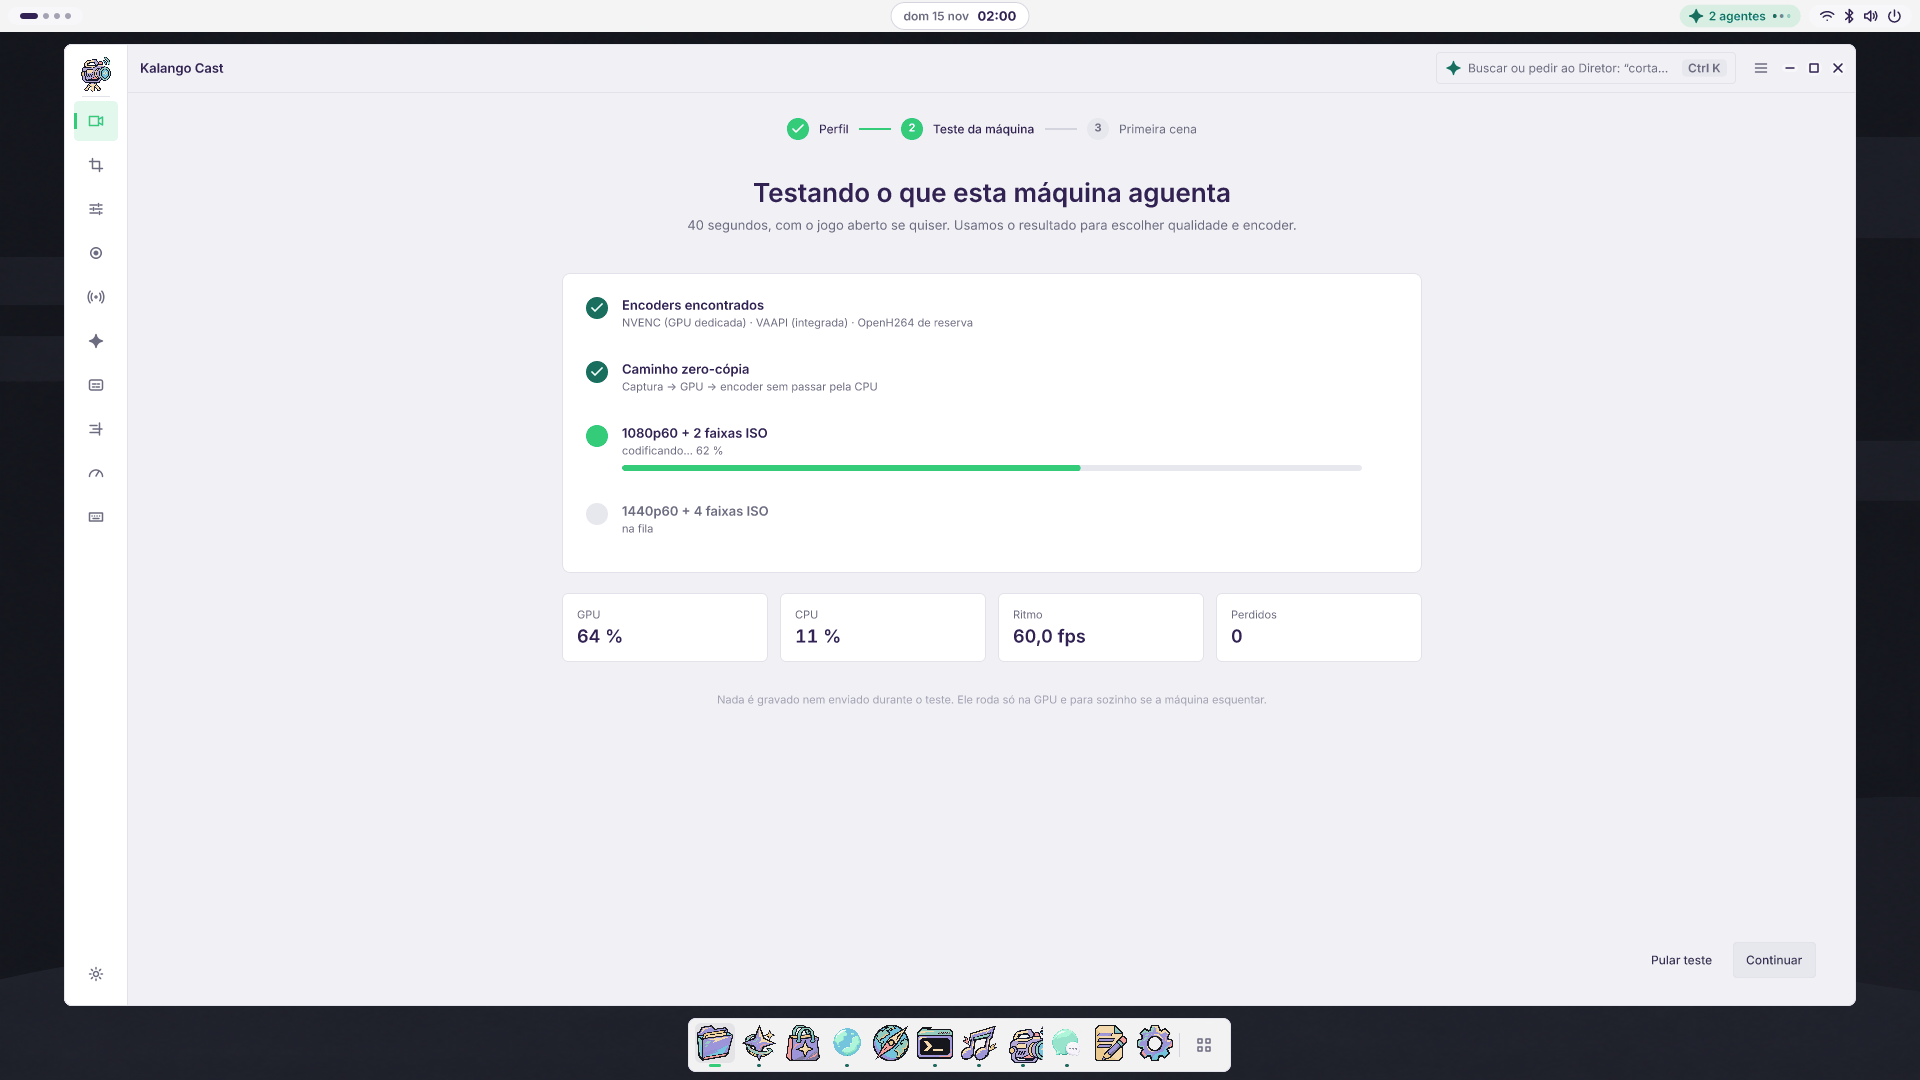 dom 15 nov 02:00
2 agentes
Kalango Cast
Buscar ou pedir ao Diretor: “corta... Ctrl K
Perfil
2 Teste da máquina
3 Primeira cena
Testando o que esta máquina aguenta
40 segundos, com o jogo aberto se quiser. Usamos o resultado para escolher qualidade e encoder.
Encoders encontrados
NVENC (GPU dedicada) · VAAPI (integrada) · OpenH264 de reserva
Caminho zero-cópia
Captura → GPU → encoder sem passar pela CPU
1080p60 + 2 faixas ISO
codificando... 62 %
1440p60 + 4 faixas ISO
na fila
GPU
64 %
CPU
11 %
Ritmo
60,0 fps
Perdidos
0
Nada é gravado nem enviado durante o teste. Ele roda só na GPU e para sozinho se a máquina esquentar.
Pular teste
Continuar